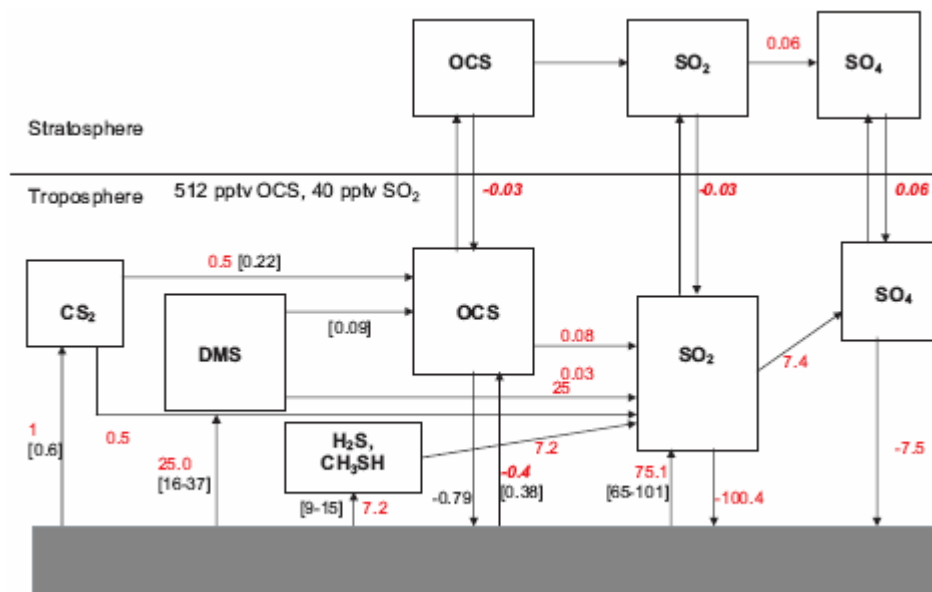 OCS
SO₂
0.06
SO₄
Stratosphere
-0.03
-0.03
0.06
Troposphere
512 pptv OCS, 40 pptv SO₂
0.5 [0.22]
CS₂
OCS
SO₄
[0.09]
DMS
0.08
SO₂
0.03
25
7.4
1
[0.6]
0.5
H₂S,
CH₃SH
7.2
25.0
[16-37]
-0.4
[0.38]
75.1
[65-101]
-7.5
[9-15]
7.2
-0.79
-100.4